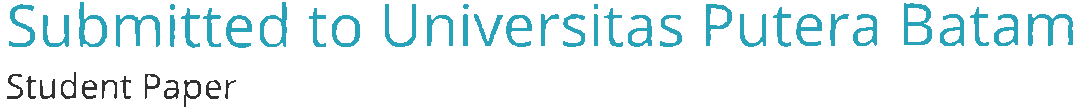 Submitted to Universitas Putera Batam
Student Paper